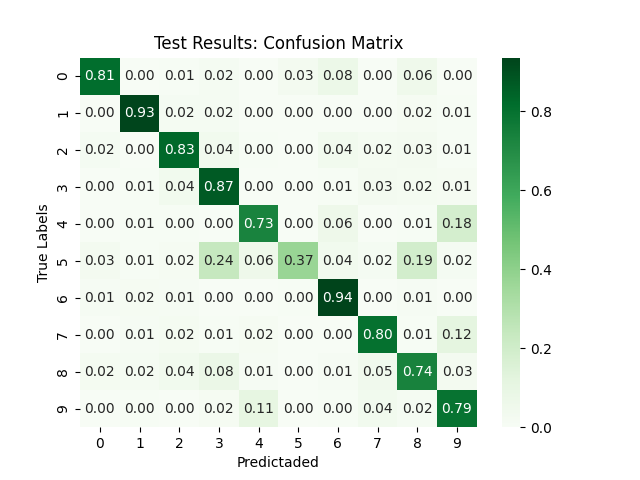 Test Results: Confusion Matrix
True Labels
0 0.81 0.00 0.01 0.02 0.00 0.03 0.08 0.00 0.06 0.00
1 0.00 0.93 0.02 0.02 0.00 0.00 0.00 0.00 0.02 0.01
2 0.02 0.00 0.83 0.04 0.00 0.00 0.04 0.02 0.03 0.01
3 0.00 0.01 0.04 0.87 0.00 0.00 0.01 0.03 0.02 0.01
4 0.00 0.01 0.00 0.00 0.73 0.00 0.06 0.00 0.01 0.18
5 0.03 0.01 0.02 0.24 0.06 0.37 0.04 0.02 0.19 0.02
6 0.01 0.02 0.01 0.00 0.00 0.00 0.94 0.00 0.01 0.00
7 0.00 0.01 0.02 0.01 0.02 0.00 0.00 0.80 0.01 0.12
8 0.02 0.02 0.04 0.08 0.01 0.00 0.01 0.05 0.74 0.03
9 0.00 0.00 0.00 0.02 0.11 0.00 0.00 0.04 0.02 0.79
0 1 2 3 4 5 6 7 8 9
Predictaded
0.8
0.6
0.4
0.2
0.0